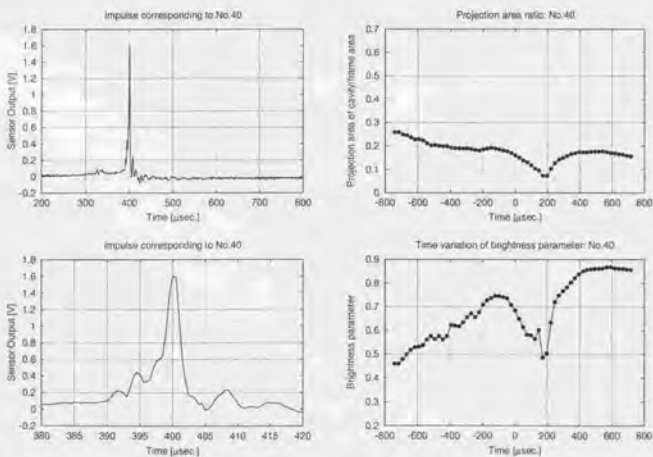 Impulse corresponding to No.40
Sensor Output [V]
1.8
1.6
1.4
1.2
1
0.8
0.6
0.4
0.2
0
-0.2
200 300 400 500 600 700 800
Time [μsec.]
Projection area ratio: No.40
Projection area of cavity/frame area
0.7
0.6
0.5
0.4
0.3
0.2
0.1
0
-800 -600 -400 -200 0 200 400 600 800
Time [μsec.]
Impulse corresponding to No.40
Sensor Output [V]
1.8
1.6
1.4
1.2
1
0.8
0.6
0.4
0.2
0
-0.2
380 385 390 395 400 405 410 415 420
Time [μsec.]
Time variation of brightness parameter: No.40
Brightness parameter
0.9
0.8
0.7
0.6
0.5
0.4
0.3
0.2
-800 -600 -400 -200 0 200 400 600 800
Time [μsec.]